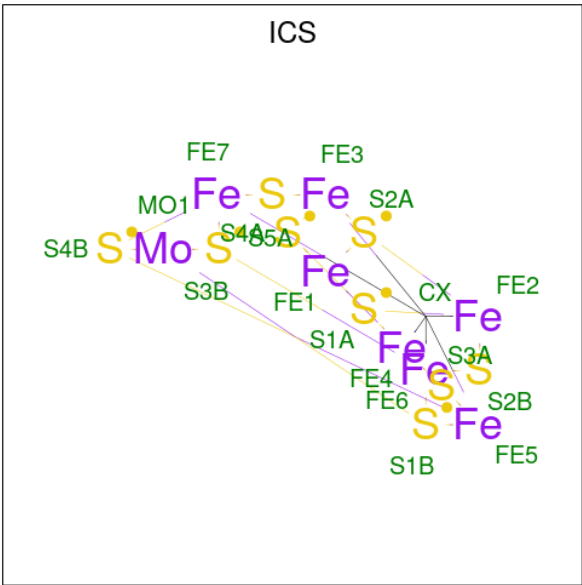 ICS
FE7
FE3
Fe S Fe
S2A
MO1
S4A S5A
S S
S4B
S Mo S
Fe
S3B
FE1
CX
FE2
S
Fe
S1A
Fe
S3A
FE4
Fe S
S
FE6
S2B
S Fe
FE5
S1B